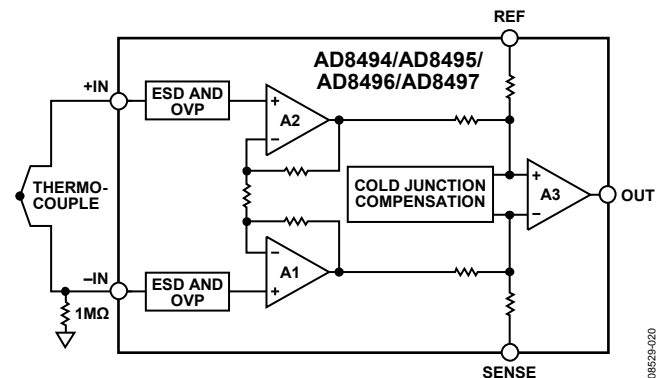 REF
AD8494/AD8495/
AD8496/AD8497
+IN
ESD AND
OVP
+
A2
–
THERMO-
COUPLE
COLD JUNCTION
COMPENSATION
+
A3
–
OUT
–IN
1MΩ
ESD AND
OVP
–
A1
+
SENSE
08529-020